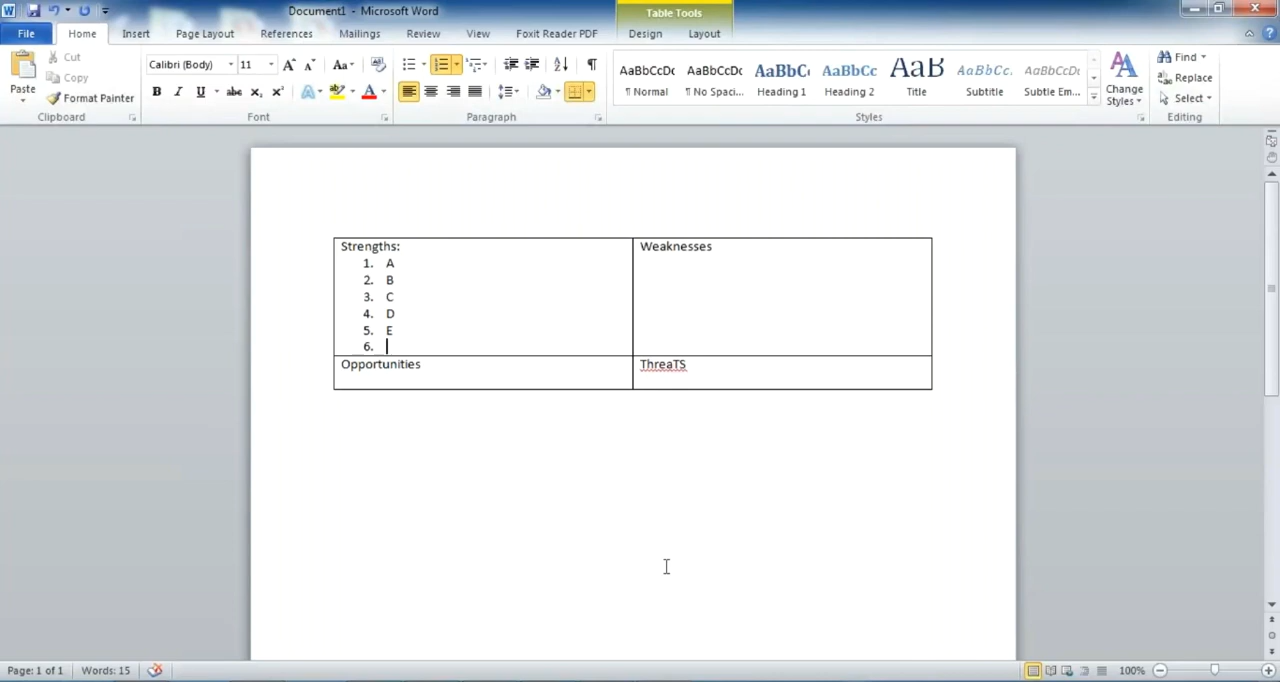 Document1 - Microsoft Word
Table Tools
File Home Insert Page Layout References Mailings Review View Foxit Reader PDF Design Layout
Paste
Cut
Copy
Format Painter
Clipboard
Calibri (Body) 11
Font
Paragraph
AaBbCcDc AaBbCcDc AaBbC AaBbCc AaB AaBbCc. AaBbCcDc
¶ Normal ¶ No Spaci... Heading 1 Heading 2 Title Subtitle Subtle Em...
Change
Styles
Styles
Find
Replace
Select
Editing
Strengths:
1. A
2. B
3. C
4. D
5. E
6.
Weaknesses
Opportunities
ThreaTS
Page: 1 of 1 Words: 15 100%